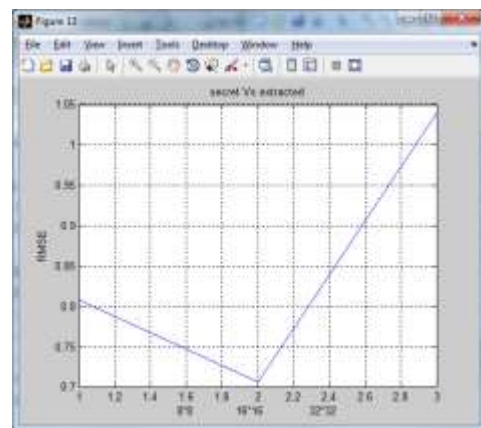 Figure 12
File Edit View Insert Tools Desktop Window Help
secret Vs extracted
1.05
1
0.95
0.9
0.85
0.8
0.75
0.7
RMSE
1 1.2 1.4 1.6 1.8 2 2.2 2.4 2.6 2.8 3
8*8 16*16 32*32